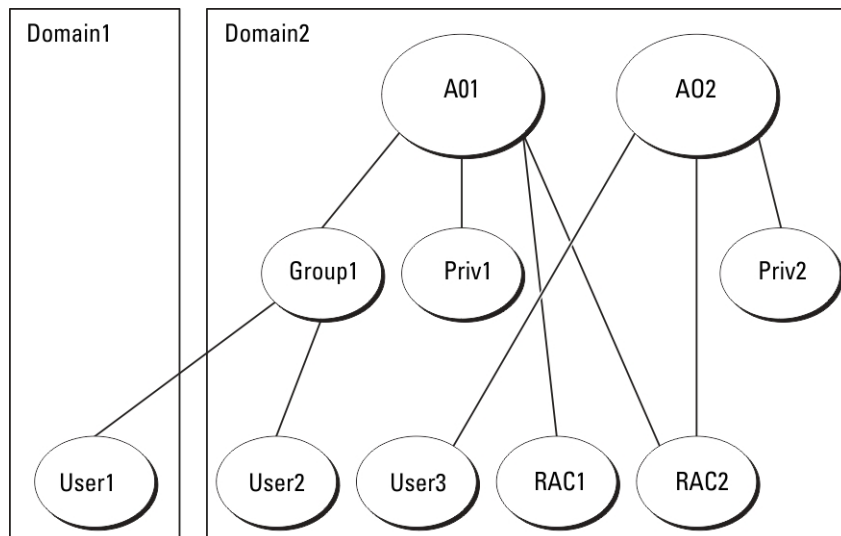 Domain1
Domain2
A01
AO2
Group1
Priv1
Priv2
User1
User2
User3
RAC1
RAC2